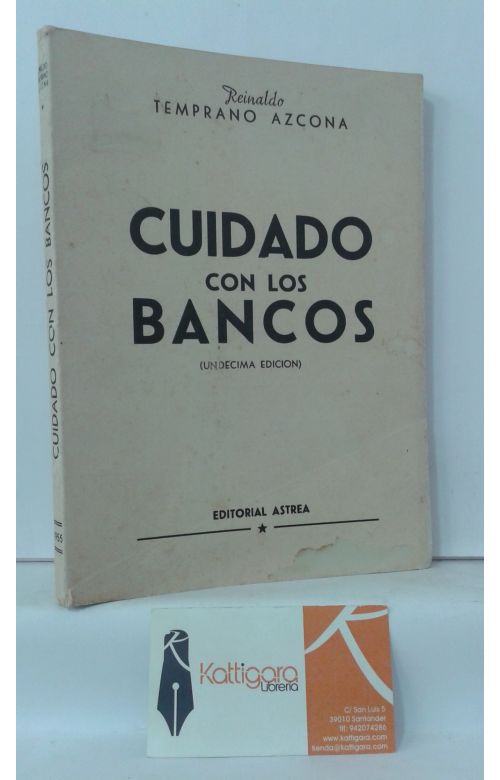 Reinaldo
TEMPRANO AZCONA
CUIDADO
CON LOS
BANCOS
(UNDECIMA EDICION)
EDITORIAL ASTREA
CUIDADO CON LOS BANCOS
Kattigara
Librería
C/ San Luis 5
39010 Santander
tlf: 942074286
www.kattigara.com
tienda@kattigara.com